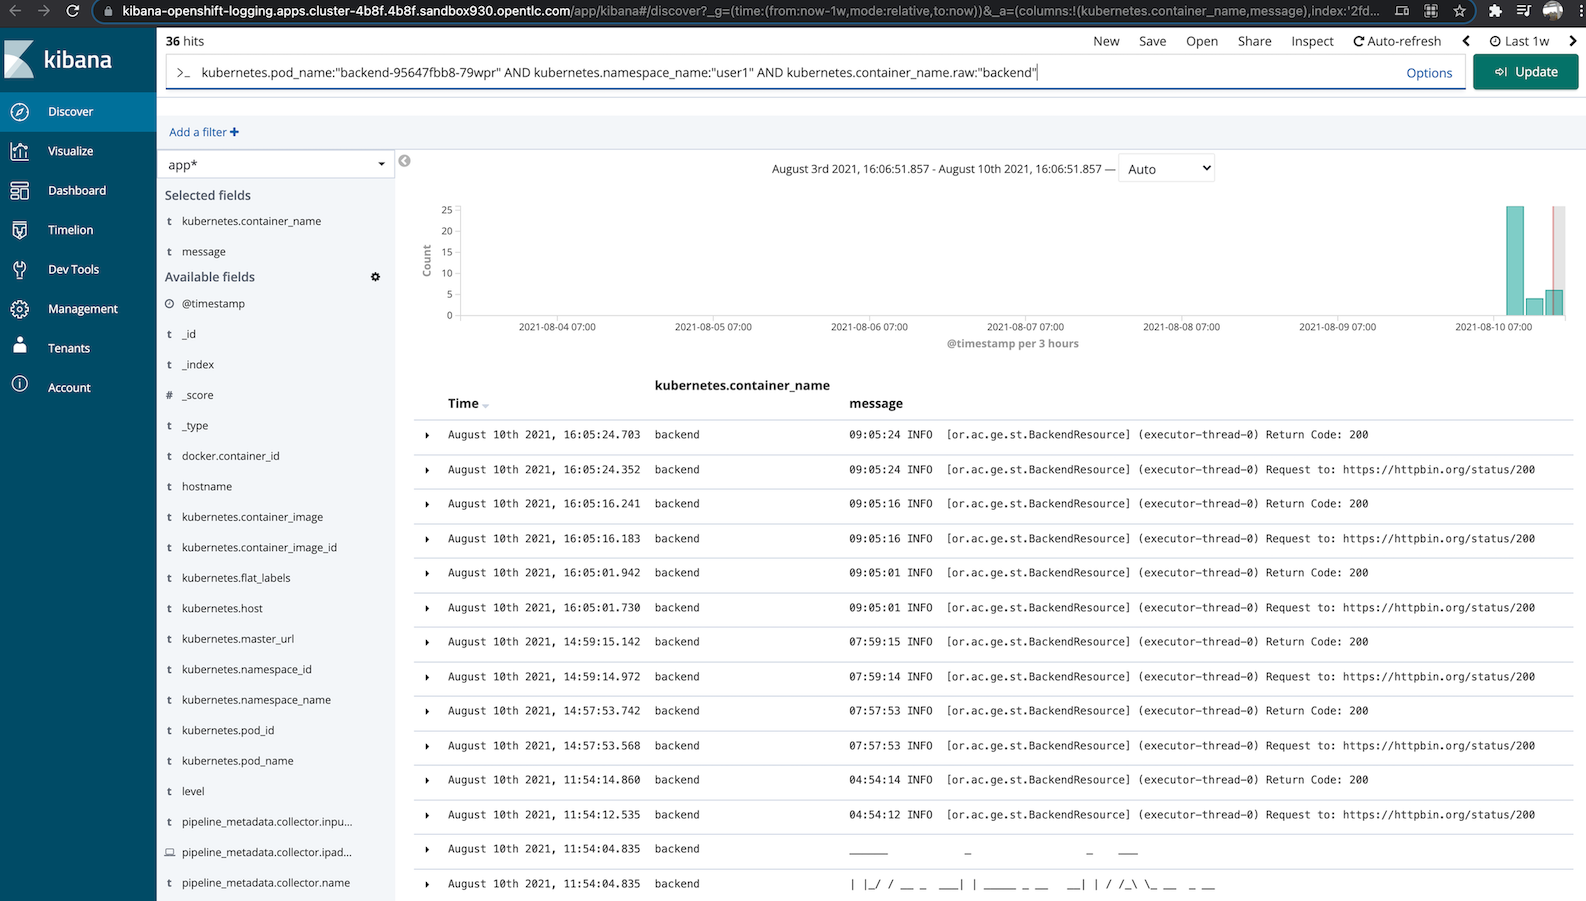 kibana-openshift-logging.apps.cluster-4b8f.4b8f.sandbox930.opentlc.com/app/kibana#/discover?_g=(time:(from:now-1w,mode:relative,to:now))&_a=(columns:!(kubernetes.container_name,message),index:'2fd...
kibana
Discover
Visualize
Dashboard
Timelion
Dev Tools
Management
Tenants
Account
36 hits
New Save Open Share Inspect Auto-refresh Last 1w
>_ kubernetes.pod_name:"backend-95647fbb8-79wpr" AND kubernetes.namespace_name:"user1" AND kubernetes.container_name.raw:"backend"
Options
Update
Add a filter +
app*
Selected fields
t kubernetes.container_name
t message
Available fields
@timestamp
t _id
t _index
# _score
t _type
t docker.container_id
t hostname
t kubernetes.container_image
t kubernetes.container_image_id
t kubernetes.flat_labels
t kubernetes.host
t kubernetes.master_url
t kubernetes.namespace_id
t kubernetes.namespace_name
t kubernetes.pod_id
t kubernetes.pod_name
t level
t pipeline_metadata.collector.inpu...
pipeline_metadata.collector.ipad...
t pipeline_metadata.collector.name
August 3rd 2021, 16:06:51.857 - August 10th 2021, 16:06:51.857 — Auto
Count
25
20
15
10
5
0
2021-08-04 07:00 2021-08-05 07:00 2021-08-06 07:00 2021-08-07 07:00 2021-08-08 07:00 2021-08-09 07:00 2021-08-10 07:00
@timestamp per 3 hours
Time kubernetes.container_name message
August 10th 2021, 16:05:24.703 backend 09:05:24 INFO [or.ac.ge.st.BackendResource] (executor-thread-0) Return Code: 200
August 10th 2021, 16:05:24.352 backend 09:05:24 INFO [or.ac.ge.st.BackendResource] (executor-thread-0) Request to: https://httpbin.org/status/200
August 10th 2021, 16:05:16.241 backend 09:05:16 INFO [or.ac.ge.st.BackendResource] (executor-thread-0) Return Code: 200
August 10th 2021, 16:05:16.183 backend 09:05:16 INFO [or.ac.ge.st.BackendResource] (executor-thread-0) Request to: https://httpbin.org/status/200
August 10th 2021, 16:05:01.942 backend 09:05:01 INFO [or.ac.ge.st.BackendResource] (executor-thread-0) Return Code: 200
August 10th 2021, 16:05:01.730 backend 09:05:01 INFO [or.ac.ge.st.BackendResource] (executor-thread-0) Request to: https://httpbin.org/status/200
August 10th 2021, 14:59:15.142 backend 07:59:15 INFO [or.ac.ge.st.BackendResource] (executor-thread-0) Return Code: 200
August 10th 2021, 14:59:14.972 backend 07:59:14 INFO [or.ac.ge.st.BackendResource] (executor-thread-0) Request to: https://httpbin.org/status/200
August 10th 2021, 14:57:53.742 backend 07:57:53 INFO [or.ac.ge.st.BackendResource] (executor-thread-0) Return Code: 200
August 10th 2021, 14:57:53.568 backend 07:57:53 INFO [or.ac.ge.st.BackendResource] (executor-thread-0) Request to: https://httpbin.org/status/200
August 10th 2021, 11:54:14.860 backend 04:54:14 INFO [or.ac.ge.st.BackendResource] (executor-thread-0) Return Code: 200
August 10th 2021, 11:54:12.535 backend 04:54:12 INFO [or.ac.ge.st.BackendResource] (executor-thread-0) Request to: https://httpbin.org/status/200
August 10th 2021, 11:54:04.835 backend ______ _ _ ___
August 10th 2021, 11:54:04.835 backend | |_/ / __ _ ___| | _____ _ __ __| | / /_\ \_ __ _ __